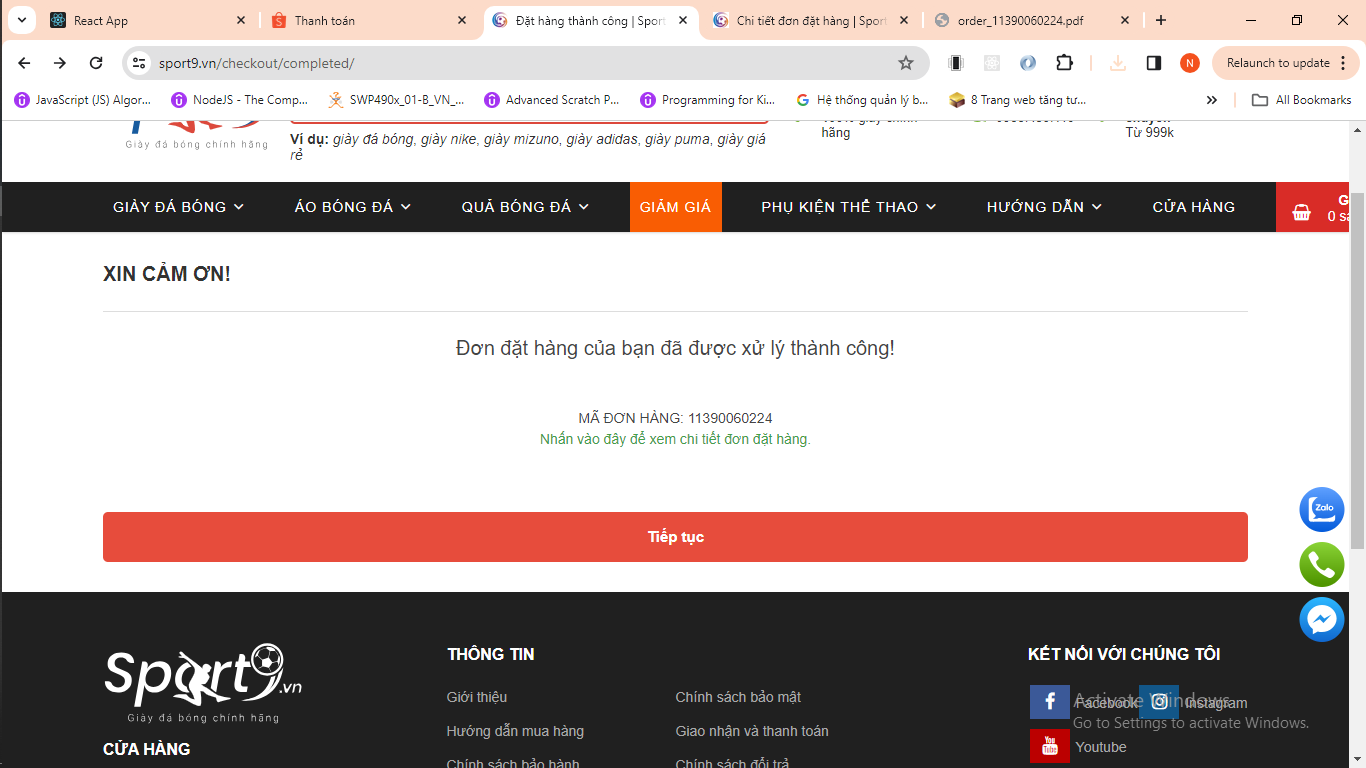 React App
Thanh toán
Đặt hàng thành công | Sport
Chi tiết đơn đặt hàng | Sport
order_11390060224.pdf
sport9.vn/checkout/completed/
N
Relaunch to update
JavaScript (JS) Algor...
NodeJS - The Comp...
SWP490x_01-B_VN_...
Advanced Scratch P...
Programming for Ki...
Hệ thống quản lý b...
8 Trang web tăng tư...
All Bookmarks
Giày đá bóng chính hãng
Ví dụ: giày đá bóng, giày nike, giày mizuno, giày adidas, giày puma, giày giá
rẻ
hãng
Từ 999k
GIÀY ĐÁ BÓNG
ÁO BÓNG ĐÁ
QUẢ BÓNG ĐÁ
GIẢM GIÁ
PHỤ KIỆN THỂ THAO
HƯỚNG DẪN
CỬA HÀNG
G
0 sả
XIN CẢM ƠN!
Đơn đặt hàng của bạn đã được xử lý thành công!
MÃ ĐƠN HÀNG: 11390060224
Nhấn vào đây để xem chi tiết đơn đặt hàng.
Tiếp tục
Zalo
Sport9.vn
Giày đá bóng chính hãng
CỬA HÀNG
THÔNG TIN
Giới thiệu
Chính sách bảo mật
Hướng dẫn mua hàng
Giao nhận và thanh toán
Chính sách bảo hành
Chính sách đổi trả
KẾT NỐI VỚI CHÚNG TÔI
Facebook
Instagram
You Tube
Youtube
Activate Windows
Go to Settings to activate Windows.